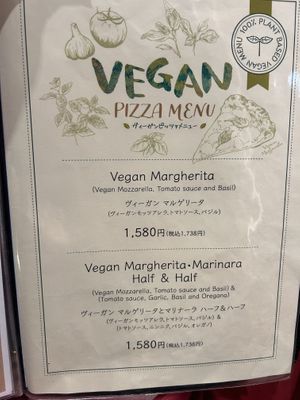 100% PLANT BASED VEGAN MENU
VEGAN
PIZZA MENU
ヴィーガンピッツァメニュー
Vegan Margherita
(Vegan Mozzarella, Tomato sauce and Basil)
ヴィーガン マルゲリータ
(ヴィーガンモッツアレラ,トマトソース,バジル)
1,580円(税込1,738円)
Vegan Margherita・Marinara
Half & Half
(Vegan Mozzarella, Tomato sauce and Basil) &
(Tomato sauce, Garlic, Basil and Oregano)
ヴィーガン マルゲリータとマリナーラ ハーフ&ハーフ
(ヴィーガンモッツアレラ,トマトソース,バジル) &
(トマトソース,ニンニク,バジル,オレガノ)
1,580円(税込1,738円)